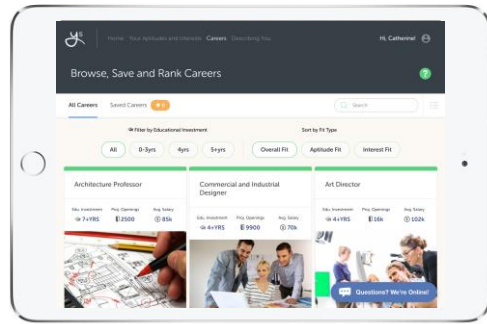 Home Your Aptitudes and Interests Careers Describing You
Hi, Catherine!
Browse, Save and Rank Careers
?
All Careers Saved Careers
Search
Filter by Educational Investment
Sort by Fit Type
All 0-3yrs 4yrs 5+yrs Overall Fit Aptitude Fit Interest Fit
Architecture Professor
Edu. Investment Proj. Openings Avg. Salary
7+YRS 2500 85k
Commercial and Industrial
Designer
Edu. Investment Proj. Openings Avg. Salary
4+YRS 9900 70k
Art Director
Edu. Investment Proj. Openings Avg. Salary
4+YRS 16k 102k
Questions? We're Online!